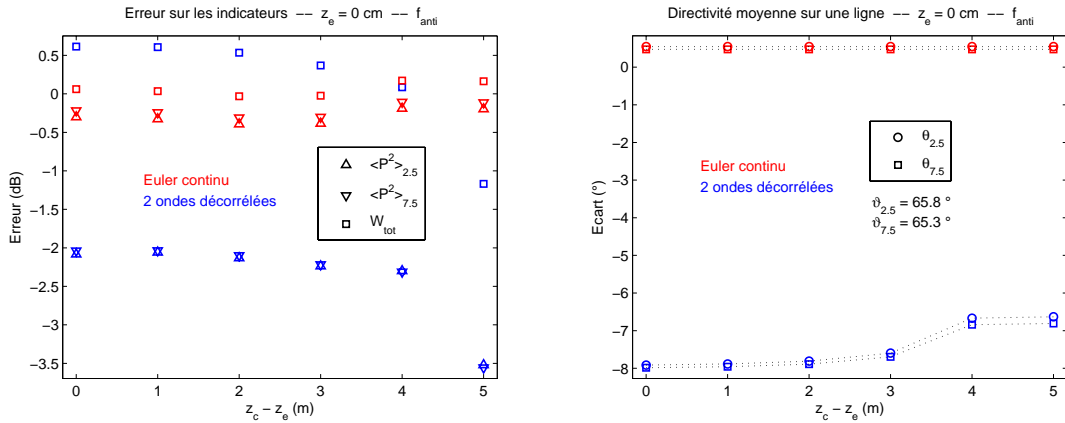 Erreur sur les indicateurs −− z_e = 0 cm −− f_anti
0.5
0
−0.5
−1
−1.5
−2
−2.5
−3
−3.5
Erreur (dB)
Euler continu
2 ondes décorrélées
<P²>_2.5
<P²>_7.5
W_tot
0 1 2 3 4 5
z_c − z_e (m)
Directivité moyenne sur une ligne −− z_e = 0 cm −− f_anti
0
−1
−2
−3
−4
−5
−6
−7
−8
Ecart (°)
Euler continu
2 ondes décorrélées
θ_2.5
θ_7.5
ϑ_2.5 = 65.8 °
ϑ_7.5 = 65.3 °
0 1 2 3 4 5
z_c − z_e (m)